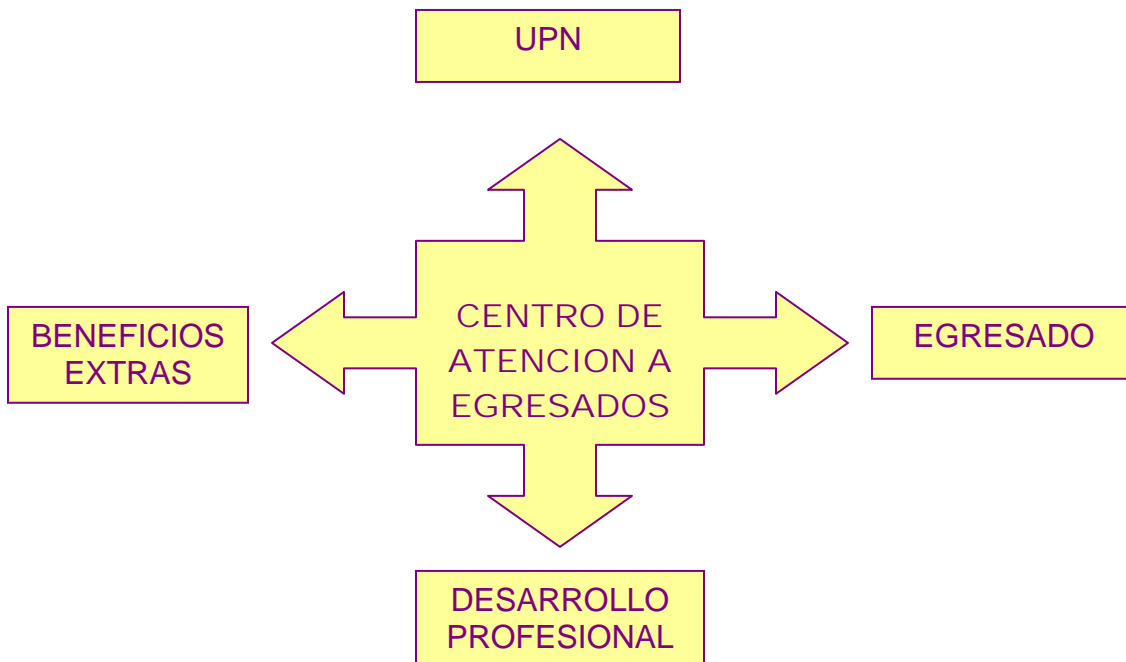 UPN
CENTRO DE
ATENCION A
EGRESADOS
BENEFICIOS
EXTRAS
EGRESADO
DESARROLLO
PROFESIONAL